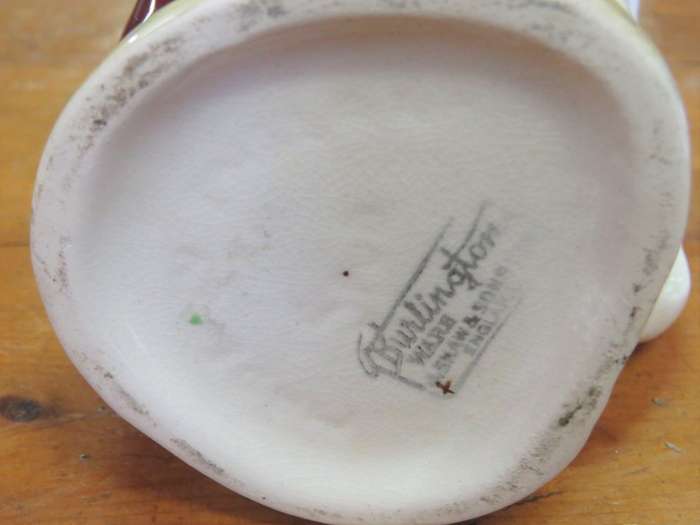 Burlington
WARE
SHAW & SONS
ENGLAND